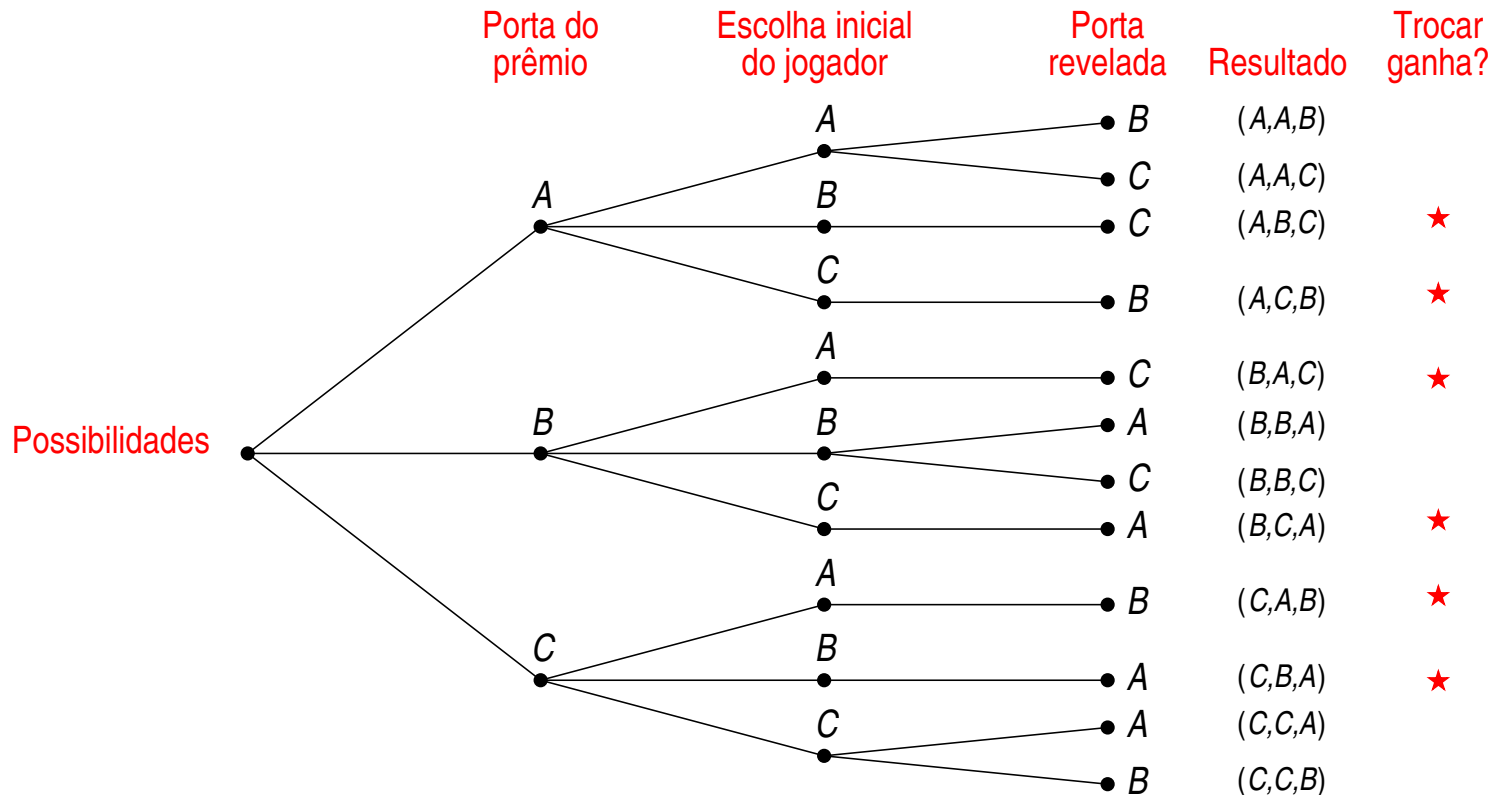 Porta do
prêmio
Escolha inicial
do jogador
Porta
revelada
Resultado
Trocar
ganha?
A
B
(A,A,B)
C
(A,A,C)
A
B
C
(A,B,C)
★
C
B
(A,C,B)
★
A
C
(B,A,C)
★
Possibilidades
B
B
A
(B,B,A)
C
(B,B,C)
C
A
(B,C,A)
★
A
B
(C,A,B)
★
C
B
A
(C,B,A)
★
C
A
(C,C,A)
B
(C,C,B)